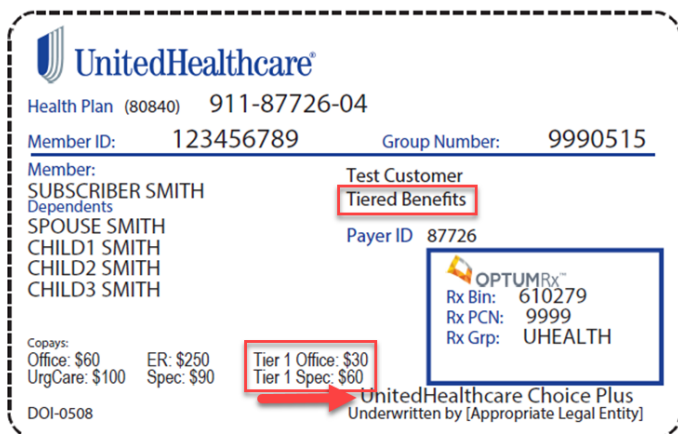 UnitedHealthcare®
Health Plan (80840) 911-87726-04
Member ID: 123456789 Group Number: 9990515
Member:
SUBSCRIBER SMITH
Dependents
SPOUSE SMITH
CHILD1 SMITH
CHILD2 SMITH
CHILD3 SMITH
Test Customer
Tiered Benefits
Payer ID 87726
OPTUMRx™
Rx Bin: 610279
Rx PCN: 9999
Rx Grp: UHEALTH
Copays:
Office: $60 ER: $250 Tier 1 Office: $30
UrgCare: $100 Spec: $90 Tier 1 Spec: $60
UnitedHealthcare Choice Plus
DOI-0508 Underwritten by [Appropriate Legal Entity]